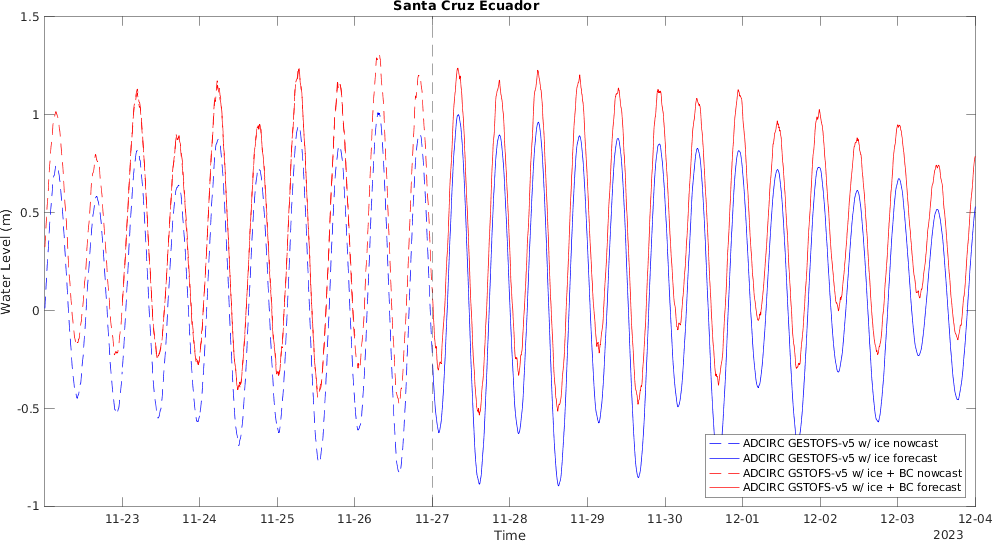 Santa Cruz Ecuador
1.5
1
0.5
0
-0.5
-1
Water Level (m)
ADCIRC GESTOFS-v5 w/ ice nowcast
ADCIRC GESTOFS-v5 w/ ice forecast
ADCIRC GSTOFS-v5 w/ ice + BC nowcast
ADCIRC GSTOFS-v5 w/ ice + BC forecast
11-23 11-24 11-25 11-26 11-27 11-28 11-29 11-30 12-01 12-02 12-03 12-04
Time
2023